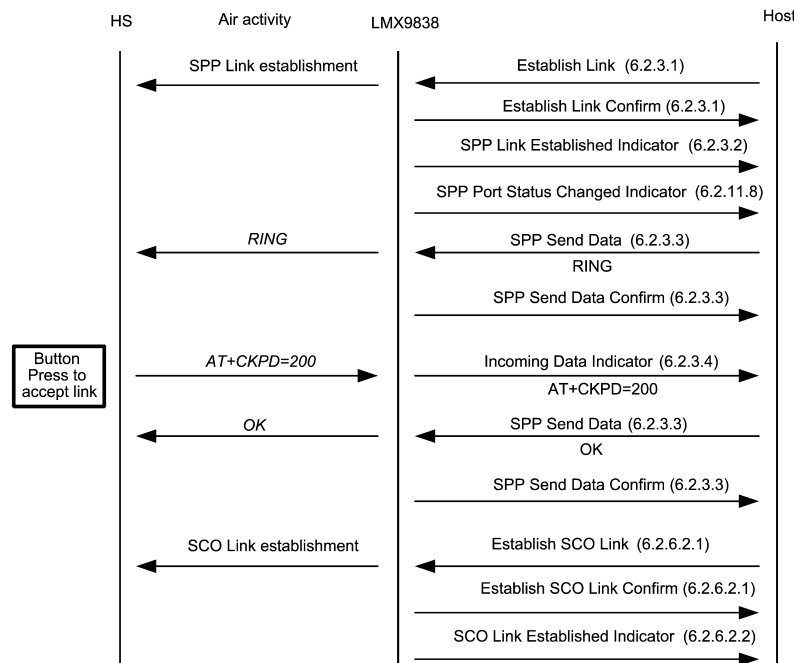 HS Air activity LMX9838 Host
SPP Link establishment Establish Link (6.2.3.1)
Establish Link Confirm (6.2.3.1)
SPP Link Established Indicator (6.2.3.2)
SPP Port Status Changed Indicator (6.2.11.8)
RING SPP Send Data (6.2.3.3)
RING
SPP Send Data Confirm (6.2.3.3)
Button
Press to
accept link
AT+CKPD=200 Incoming Data Indicator (6.2.3.4)
AT+CKPD=200
OK SPP Send Data (6.2.3.3)
OK
SPP Send Data Confirm (6.2.3.3)
SCO Link establishment Establish SCO Link (6.2.6.2.1)
Establish SCO Link Confirm (6.2.6.2.1)
SCO Link Established Indicator (6.2.6.2.2)